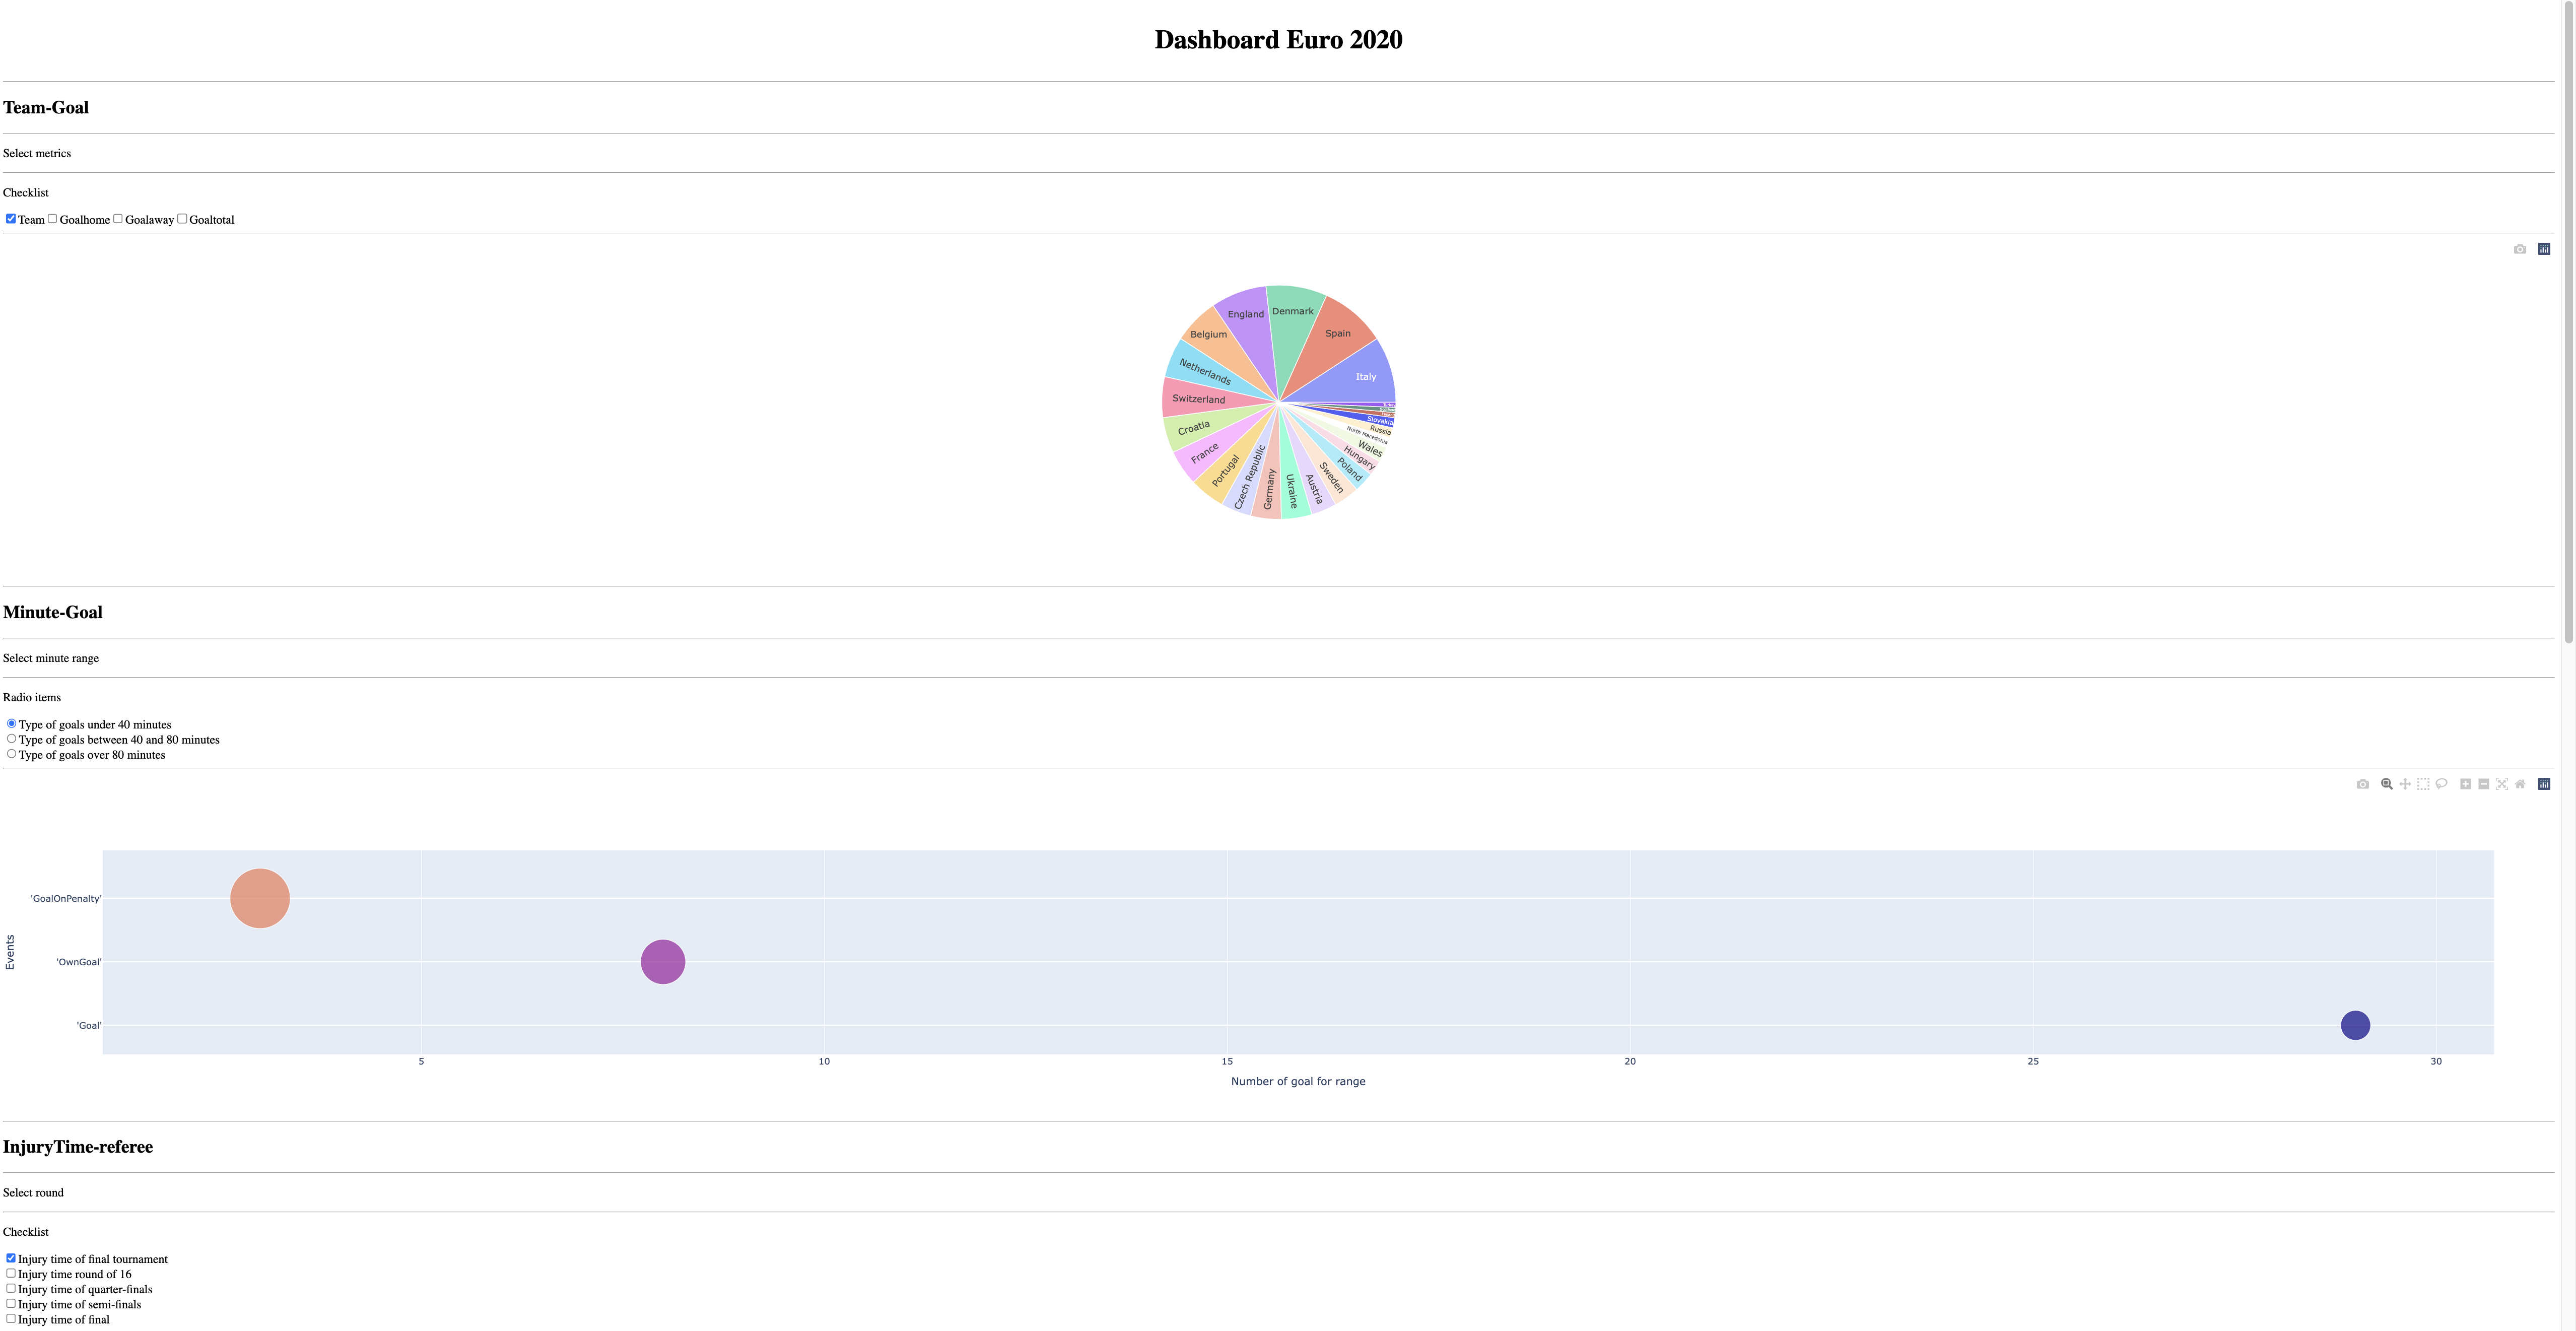 Dashboard Euro 2020
Team-Goal
Select metrics
Checklist
Team Goalhome Goalaway Goaltotal
Denmark
England
Spain
Belgium
Netherlands
Italy
Switzerland
Croatia
France
Portugal
Czech Republic
Germany
Ukraine
Austria
Sweden
Poland
Hungary
Wales
North Macedonia
Russia
Slovakia
Minute-Goal
Select minute range
Radio items
Type of goals under 40 minutes
Type of goals between 40 and 80 minutes
Type of goals over 80 minutes
'GoalOnPenalty'
'OwnGoal'
'Goal'
Events
5 10 15 20 25 30
Number of goal for range
InjuryTime-referee
Select round
Checklist
Injury time of final tournament
Injury time round of 16
Injury time of quarter-finals
Injury time of semi-finals
Injury time of final